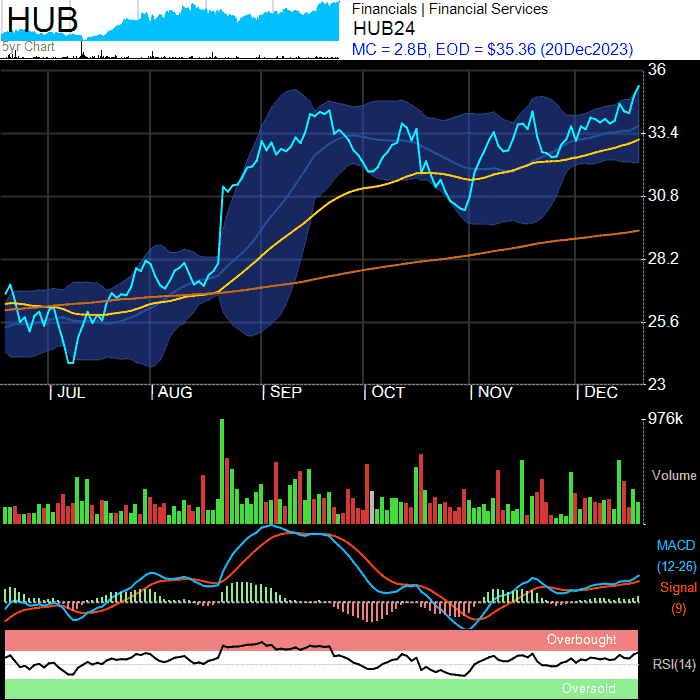 HUB
5yr Chart
Financials | Financial Services
HUB24
MC = 2.8B, EOD = $35.36 (20Dec2023)
36
33.4
30.8
28.2
25.6
23
| JUL | AUG | SEP | OCT | NOV | DEC
976k
Volume
MACD
(12-26)
Signal
(9)
Overbought
RSI(14)
Oversold